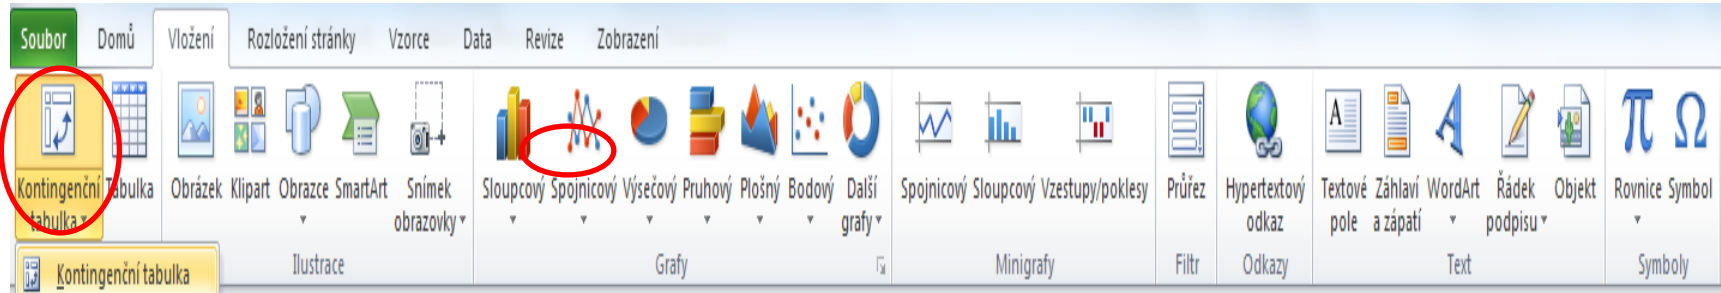 Soubor Domů Vložení Rozložení stránky Vzorce Data Revize Zobrazení
Kontingenční tabulka Tabulka Obrázek Klipart Obrazce SmartArt Snímek obrazovky Sloupcový Spojnicový Výsečový Pruhový Plošný Bodový Další grafy Spojnicový Sloupcový Vzestupy/poklesy Průřez Hypertextový odkaz Textové pole Záhlaví a zápatí WordArt Řádek podpisu Objekt Rovnice Symbol
Ilustrace Grafy Minigrafy Filtr Odkazy Text Symboly
Kontingenční tabulka